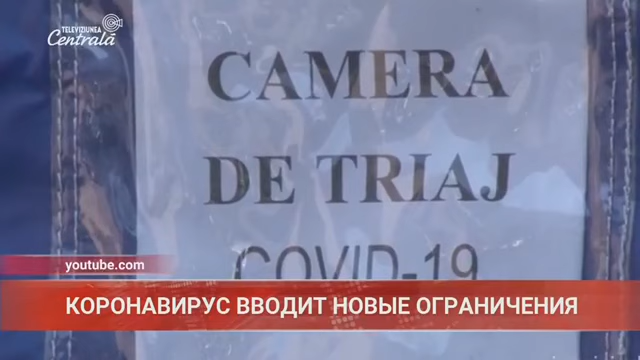 TELEVIZIUNEA
Centrală
CAMERA
DE TRIAJ
COVID-19
youtube.com
КОРОНАВИРУС ВВОДИТ НОВЫЕ ОГРАНИЧЕНИЯ